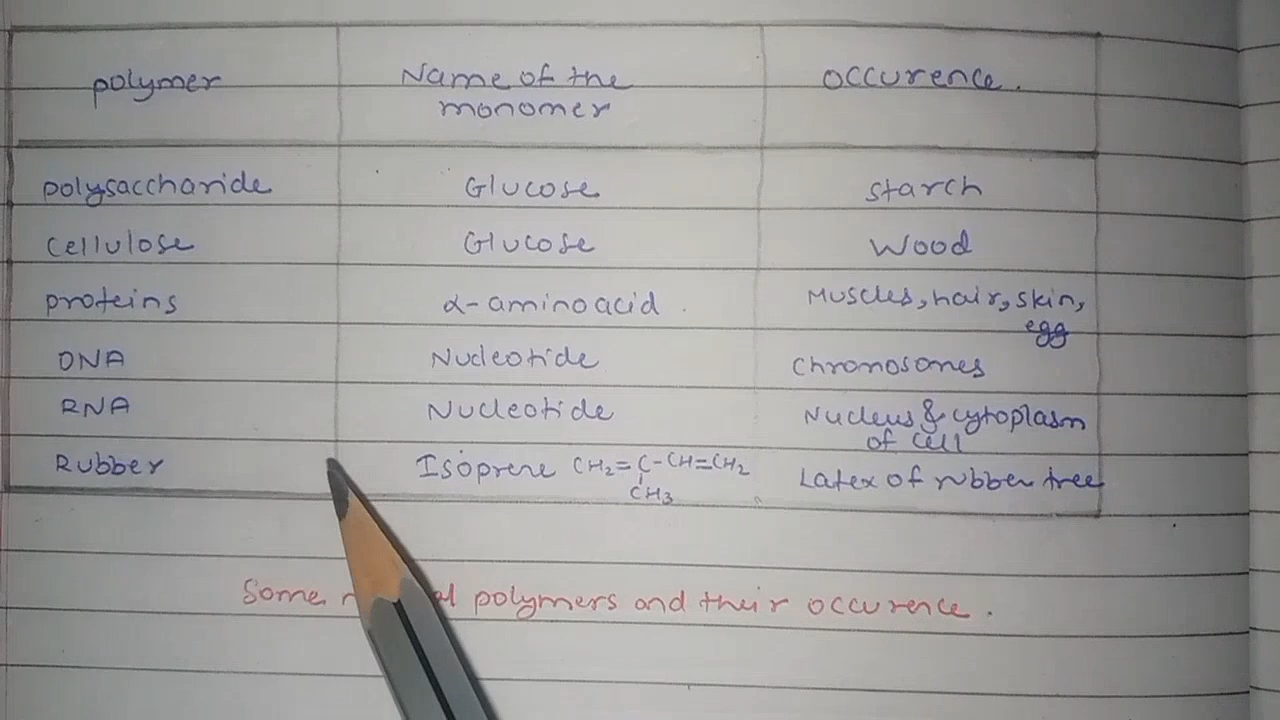 polymer Name of the occurence.
monomer
polysaccharide Glucose starch
cellulose Glucose Wood
proteins α-aminoacid. Muscles, hair, skin,
egg
DNA Nucleotide chromosomes
RNA Nucleotide Nucleus & cytoplasm
of cell
Rubber Isoprene CH₂=C-CH=CH₂ Latex of rubber tree
CH₃
Some polymers and their occurence.